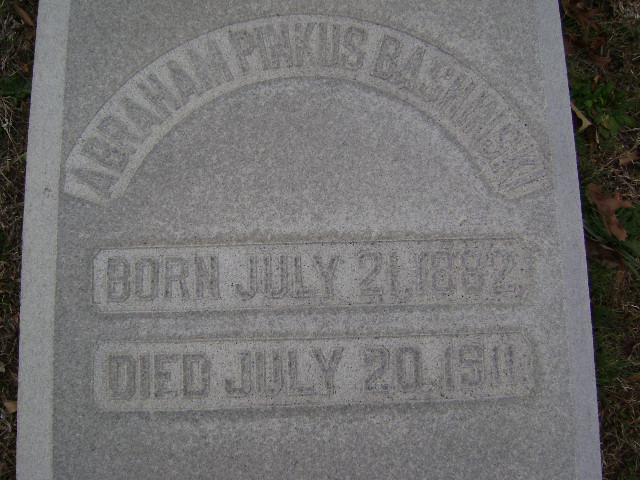 ABRAHAM PINKUS BASHINSKI
BORN JULY 21, 1882.
DIED JULY 20, 1911.